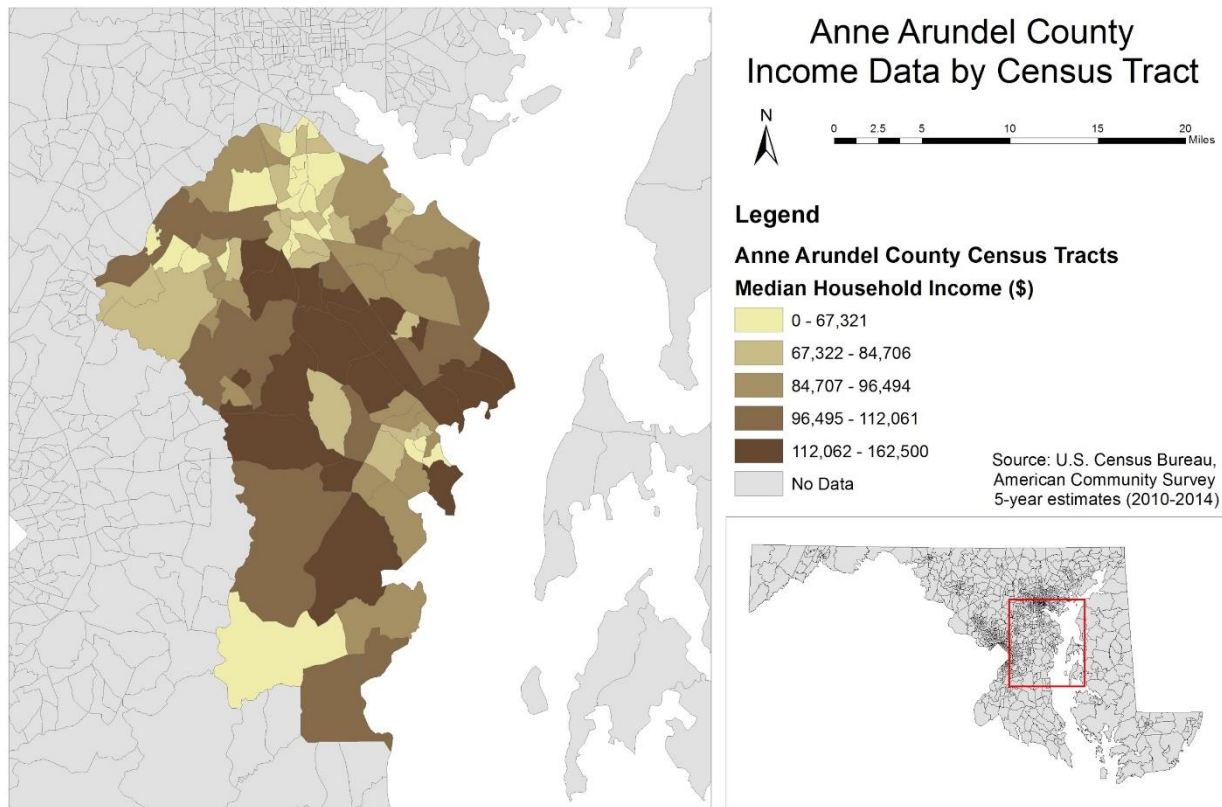 Anne Arundel County
Income Data by Census Tract
N
0 2.5 5 10 15 20
Miles
Legend
Anne Arundel County Census Tracts
Median Household Income ($)
0 - 67,321
67,322 - 84,706
84,707 - 96,494
96,495 - 112,061
112,062 - 162,500
No Data
Source: U.S. Census Bureau,
American Community Survey
5-year estimates (2010-2014)